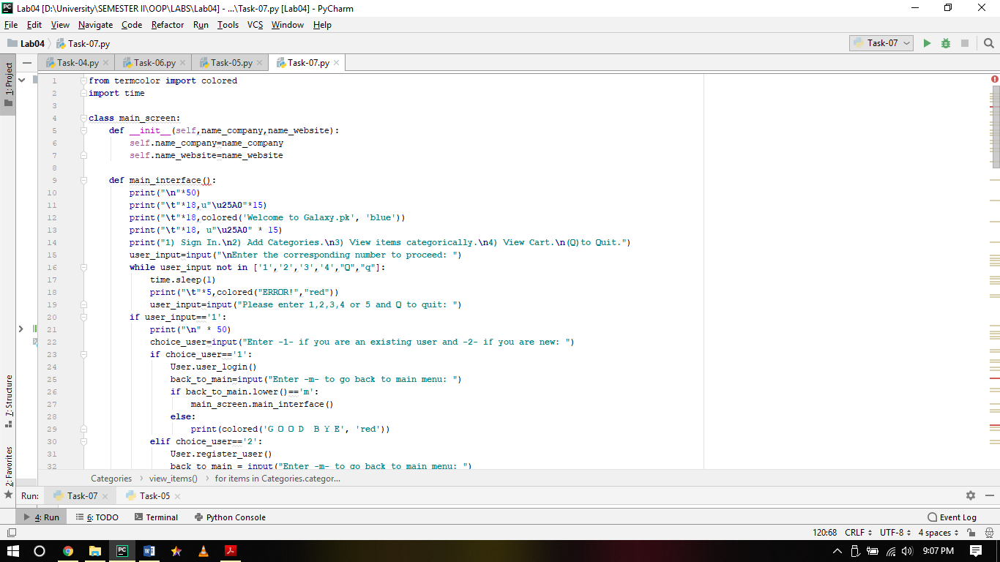 Lab04 [D:\University\SEMESTER II\OOP\LABS\Lab04] - ...\Task-07.py [Lab04] - PyCharm
File Edit View Navigate Code Refactor Run Tools VCS Window Help
Lab04 Task-07.py Task-07
1: Project
Task-04.py Task-06.py Task-05.py Task-07.py
1 from termcolor import colored
2 import time
3
4 class main_screen:
5     def __init__(self,name_company,name_website):
6         self.name_company=name_company
7         self.name_website=name_website
8
9     def main_interface():
10         print("\n"*50)
11         print("\t"*18,u"\u25A0"*15)
12         print("\t"*18,colored('Welcome to Galaxy.pk', 'blue'))
13         print("\t"*18, u"\u25A0" * 15)
14         print("1) Sign In.\n2) Add Categories.\n3) View items categorically.\n4) View Cart.\n(Q)to Quit.")
15         user_input=input("\nEnter the corresponding number to proceed: ")
16         while user_input not in ['1','2','3','4',"Q","q"]:
17             time.sleep(1)
18             print("\t"*5,colored("ERROR!","red"))
19             user_input=input("Please enter 1,2,3,4 or 5 and Q to quit: ")
20         if user_input=='1':
21             print("\n" * 50)
22             choice_user=input("Enter -1- if you are an existing user and -2- if you are new: ")
23             if choice_user=='1':
24                 User.user_login()
25                 back_to_main=input("Enter -m- to go back to main menu: ")
26                 if back_to_main.lower()=='m':
27                     main_screen.main_interface()
28                 else:
29                     print(colored('G O O D  B Y E', 'red'))
30             elif choice_user=='2':
31                 User.register_user()
32                 back_to_main = input("Enter -m- to go back to main menu: ")
7: Structure
2: Favorites
Categories view_items() for items in Categories.categor...
Run: Task-07 Task-05
4: Run 6: TODO Terminal Python Console Event Log
120:68 CRLF UTF-8 4 spaces
PC 9:07 PM